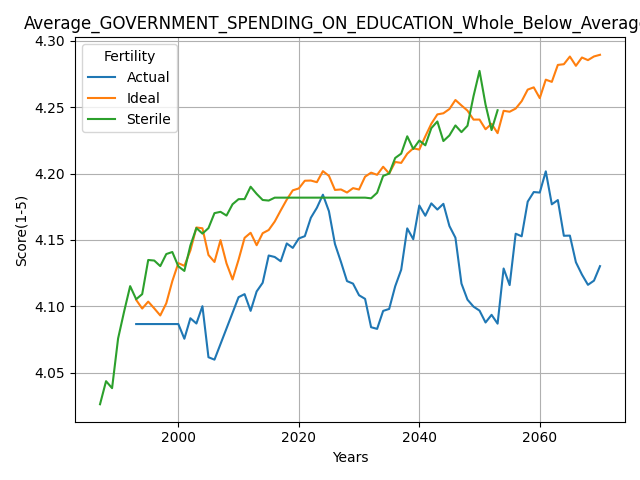 Average_GOVERNMENT_SPENDING_ON_EDUCATION_Whole_Below_Average
4.30
4.25
4.20
4.15
4.10
4.05
Score(1-5)
Fertility
Actual
Ideal
Sterile
2000
2020
2040
2060
Years